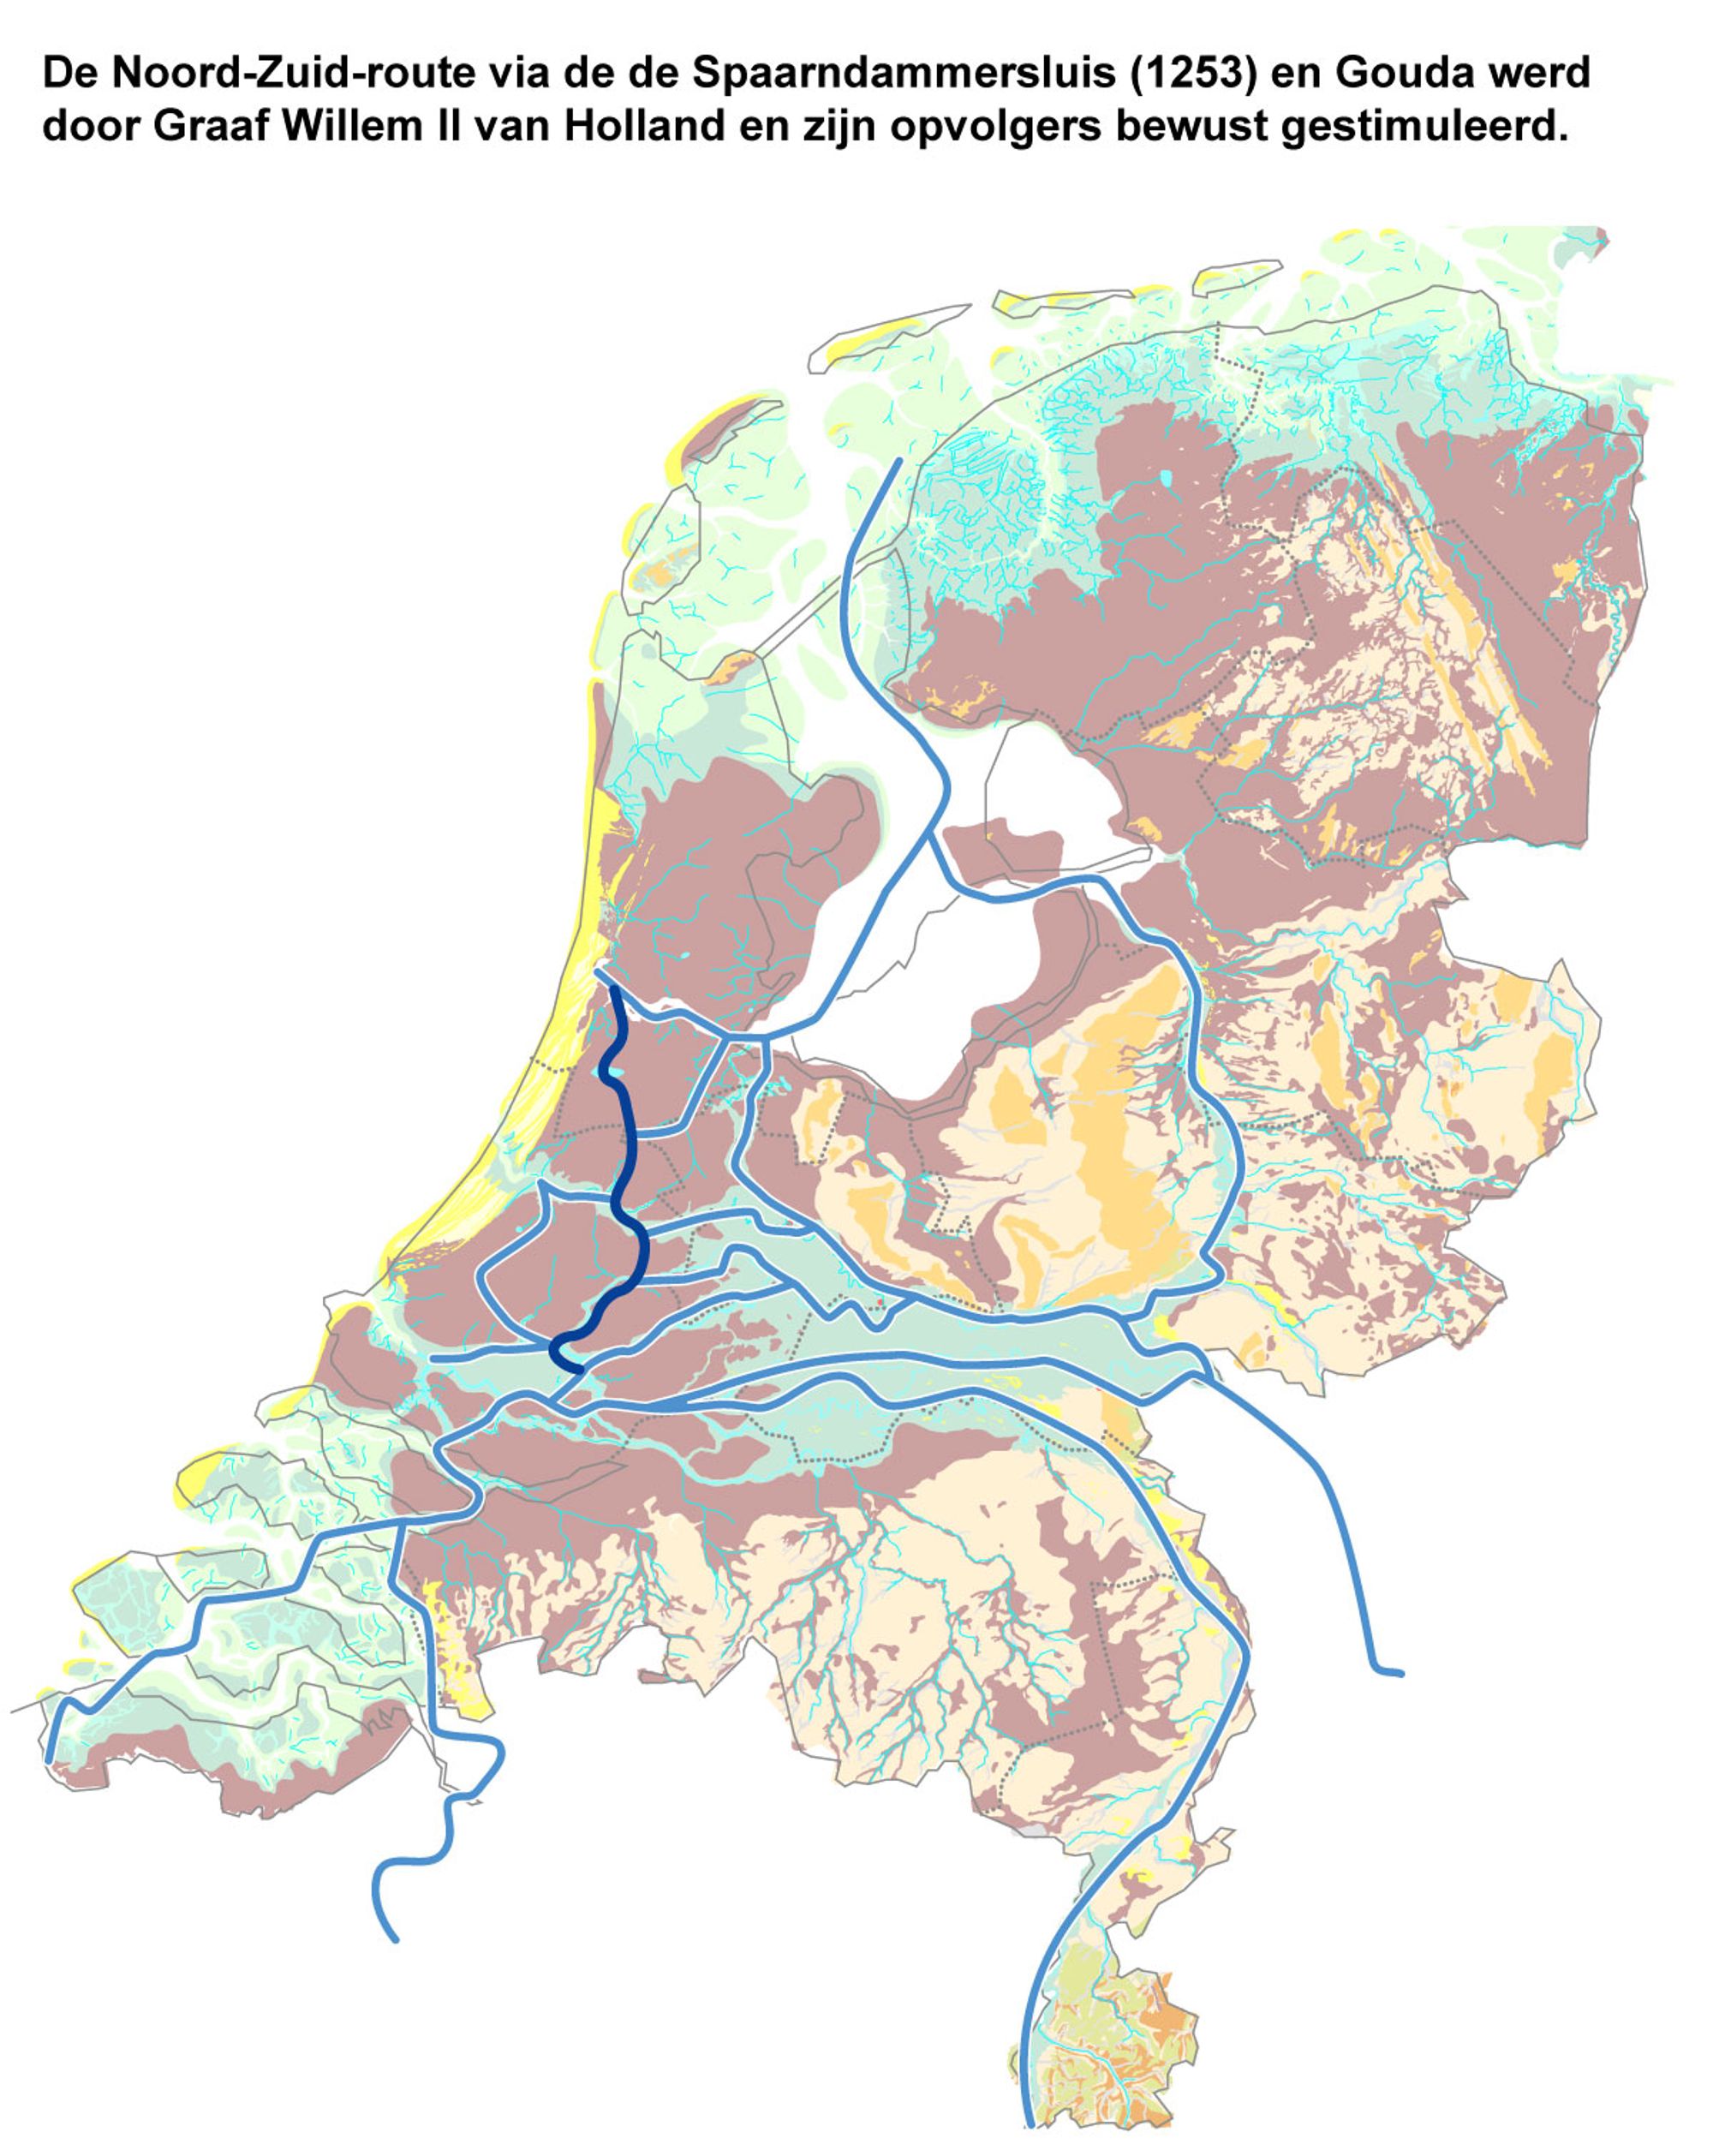 De Noord-Zuid-route via de de Spaarndammersluis (1253) en Gouda werd
door Graaf Willem II van Holland en zijn opvolgers bewust gestimuleerd.